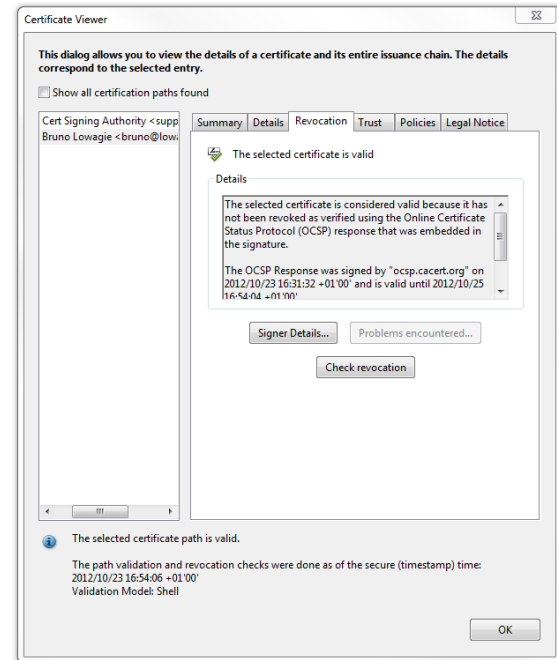 Certificate Viewer
This dialog allows you to view the details of a certificate and its entire issuance chain. The details
correspond to the selected entry.
Show all certification paths found
Cert Signing Authority <supp
Bruno Lowagie <bruno@lowa
Summary Details Revocation Trust Policies Legal Notice
The selected certificate is valid
Details
The selected certificate is considered valid because it has
not been revoked as verified using the Online Certificate
Status Protocol (OCSP) response that was embedded in
the signature.
The OCSP Response was signed by "ocsp.cacert.org" on
2012/10/23 16:31:32 +01'00' and is valid until 2012/10/25
16:54:04 +01'00'
Signer Details... Problems encountered...
Check revocation
The selected certificate path is valid.
The path validation and revocation checks were done as of the secure (timestamp) time:
2012/10/23 16:54:06 +01'00'
Validation Model: Shell
OK